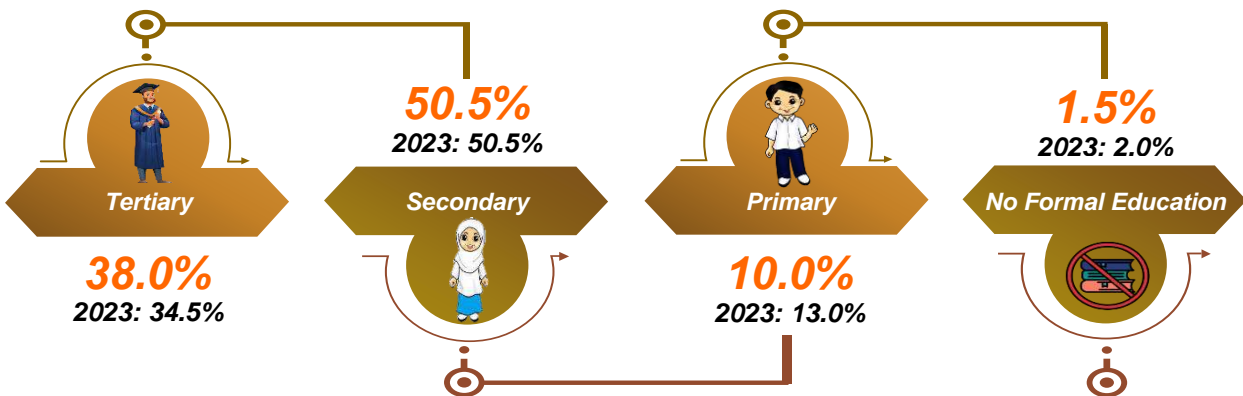 Tertiary
38.0%
2023: 34.5%
50.5%
2023: 50.5%
Secondary
Primary
10.0%
2023: 13.0%
1.5%
2023: 2.0%
No Formal Education